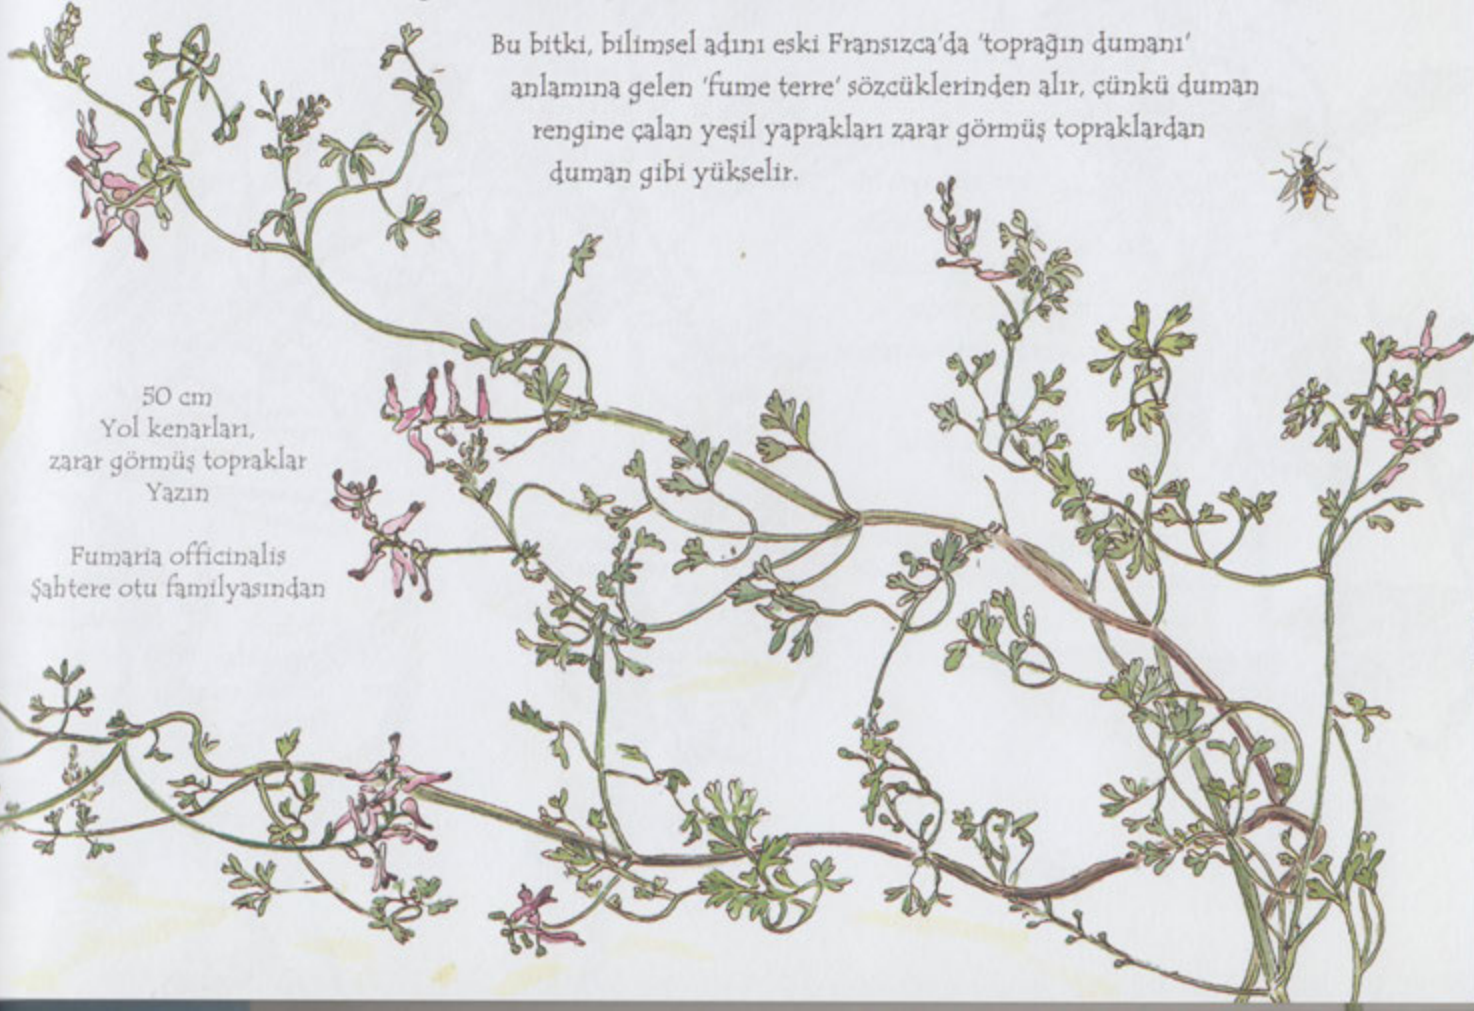 Bu bitki, bilimsel adını eski Fransızca'da 'toprağın dumanı'
anlamına gelen 'fume terre' sözcüklerinden alır, çünkü duman
rengine çalan yeşil yaprakları zarar görmüş topraklardan
duman gibi yükselir.
50 cm
Yol kenarları,
zarar görmüş topraklar
Yazın
Fumaria officinalis
Şahtere otu familyasından